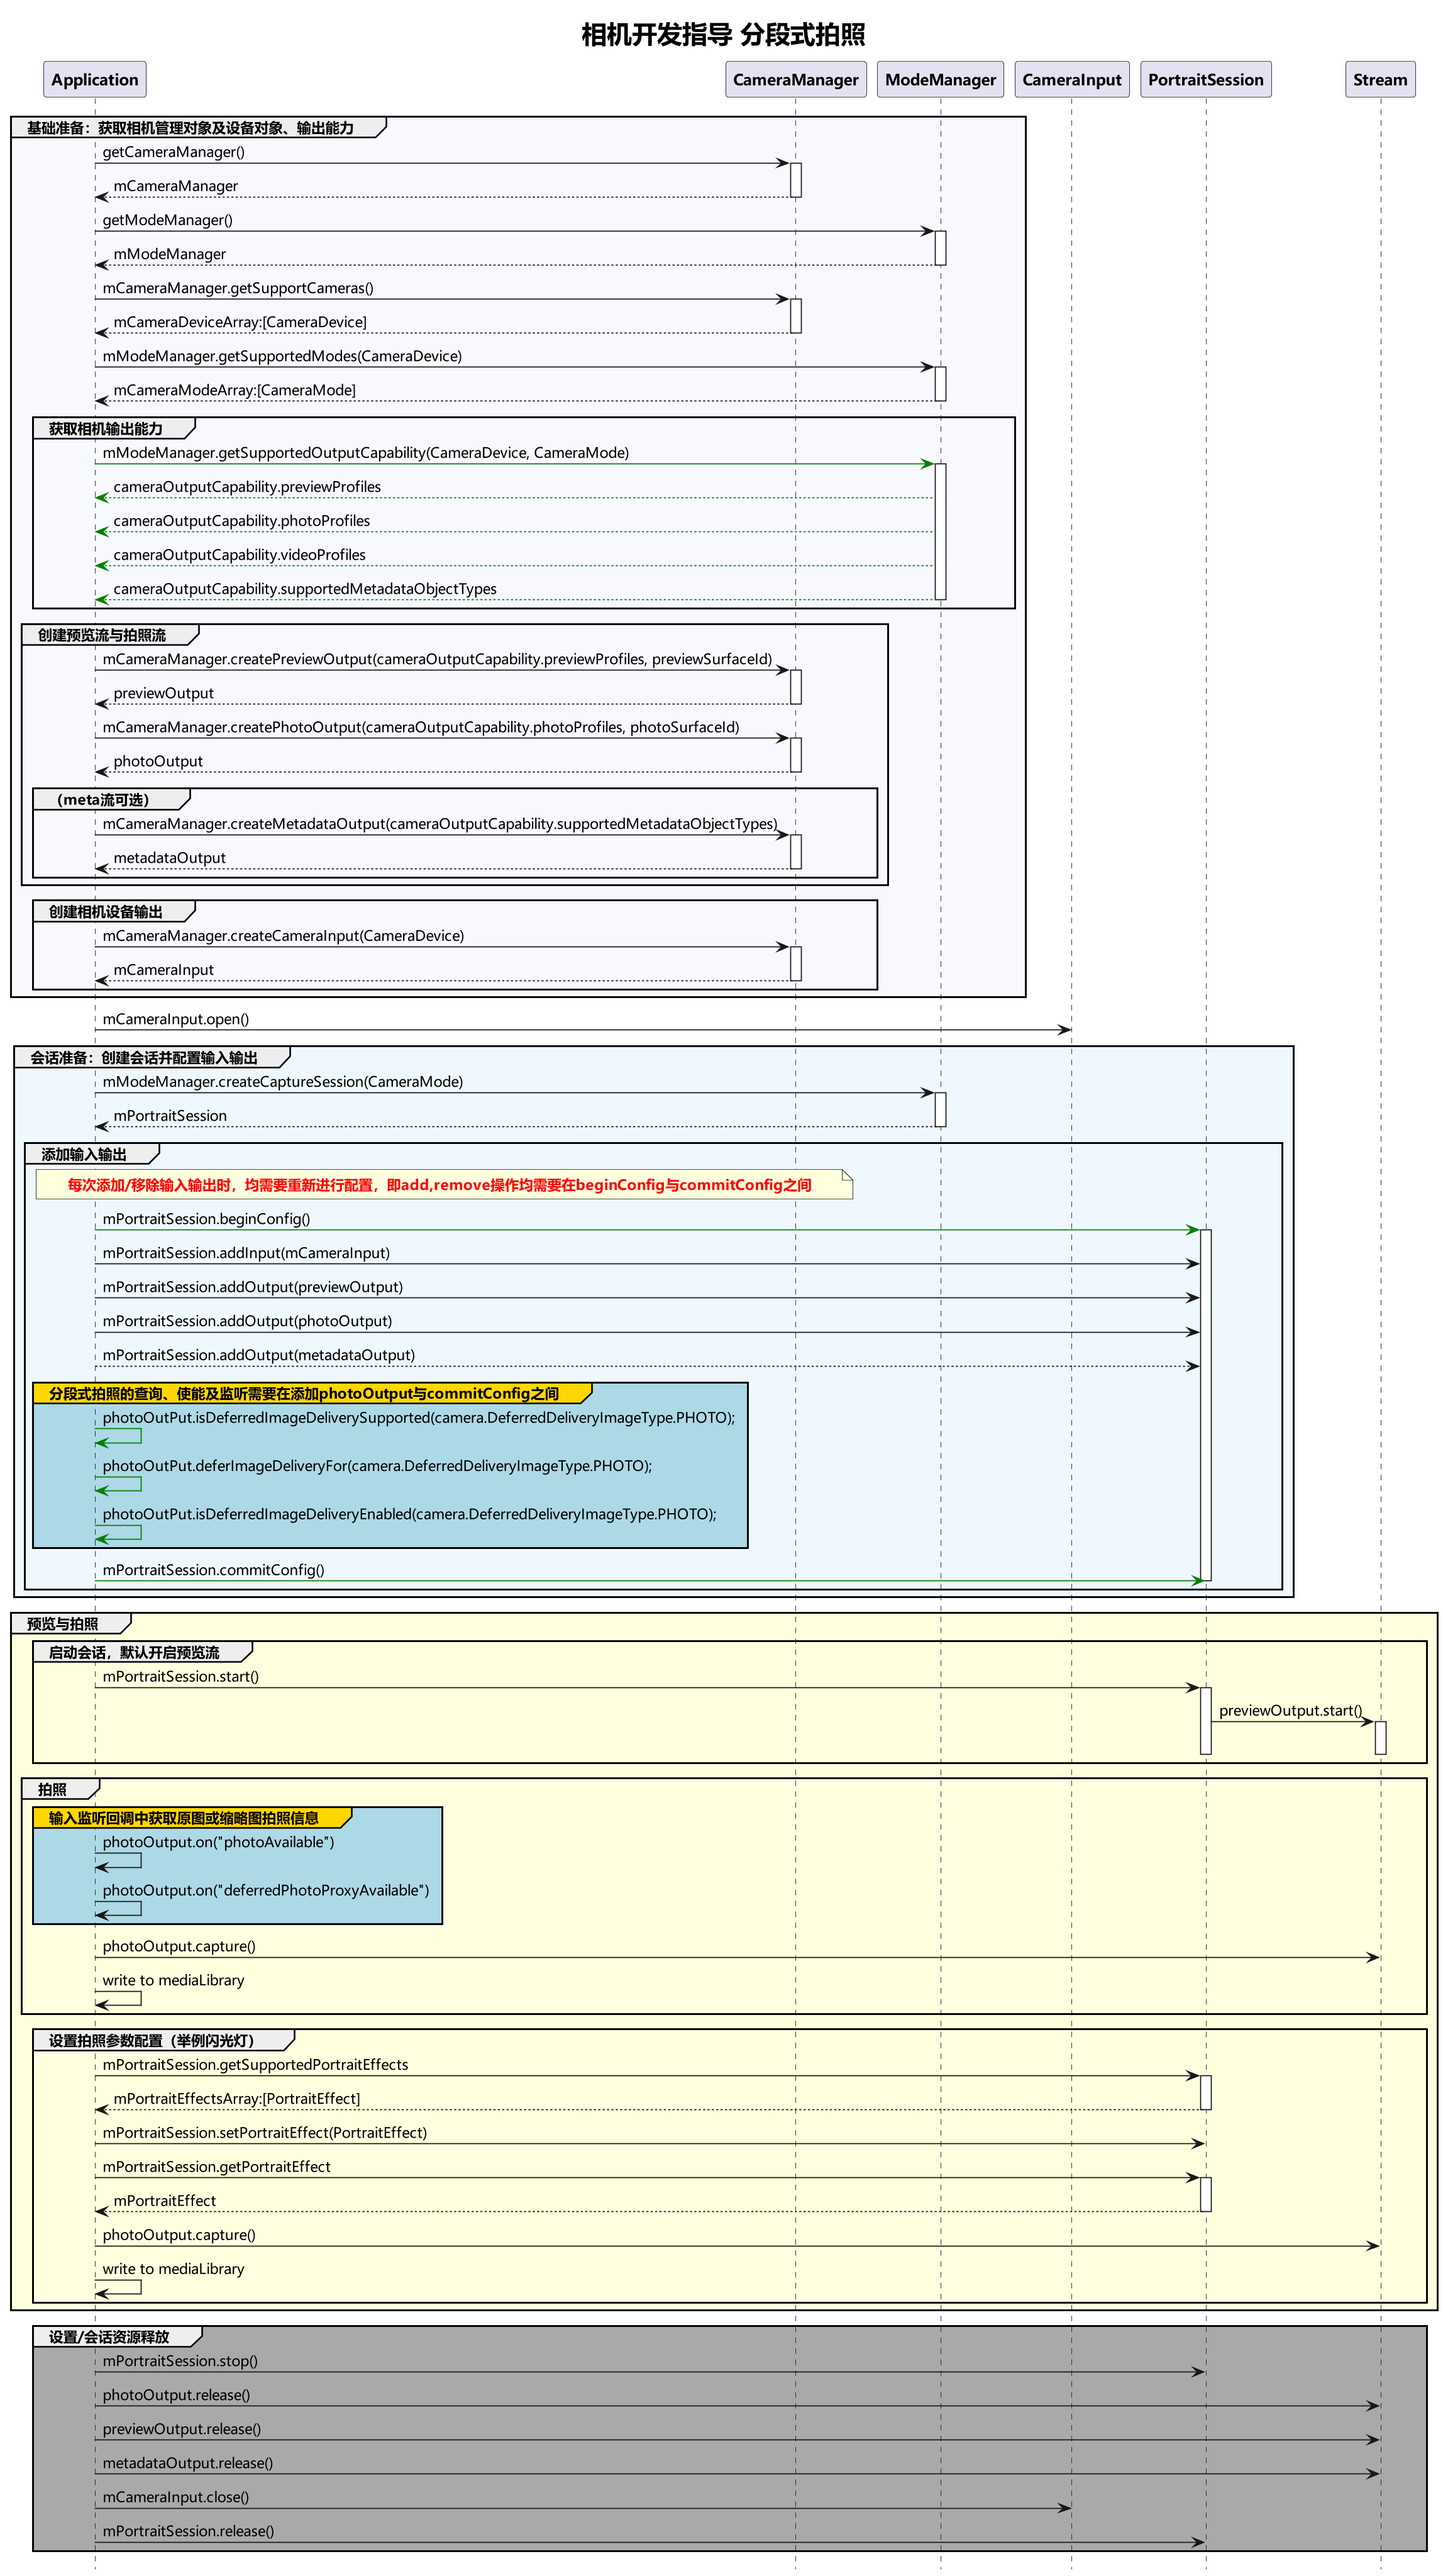 相机开发指导 分段式拍照
Application
CameraManager
ModeManager
CameraInput
PortraitSession
Stream
基础准备：获取相机管理对象及设备对象、输出能力
getCameraManager()
mCameraManager
getModeManager()
mModeManager
mCameraManager.getSupportCameras()
mCameraDeviceArray:[CameraDevice]
mModeManager.getSupportedModes(CameraDevice)
mCameraModeArray:[CameraMode]
获取相机输出能力
mModeManager.getSupportedOutputCapability(CameraDevice, CameraMode)
cameraOutputCapability.previewProfiles
cameraOutputCapability.photoProfiles
cameraOutputCapability.videoProfiles
cameraOutputCapability.supportedMetadataObjectTypes
创建预览流与拍照流
mCameraManager.createPreviewOutput(cameraOutputCapability.previewProfiles, previewSurfaceId)
previewOutput
mCameraManager.createPhotoOutput(cameraOutputCapability.photoProfiles, photoSurfaceId)
photoOutput
（meta流可选）
mCameraManager.createMetadataOutput(cameraOutputCapability.supportedMetadataObjectTypes)
metadataOutput
创建相机设备输出
mCameraManager.createCameraInput(CameraDevice)
mCameraInput
mCameraInput.open()
会话准备：创建会话并配置输入输出
mModeManager.createCaptureSession(CameraMode)
mPortraitSession
添加输入输出
每次添加/移除输入输出时，均需要重新进行配置，即add,remove操作均需要在beginConfig与commitConfig之间
mPortraitSession.beginConfig()
mPortraitSession.addInput(mCameraInput)
mPortraitSession.addOutput(previewOutput)
mPortraitSession.addOutput(photoOutput)
mPortraitSession.addOutput(metadataOutput)
分段式拍照的查询、使能及监听需要在添加photoOutput与commitConfig之间
photoOutPut.isDeferredImageDeliverySupported(camera.DeferredDeliveryImageType.PHOTO);
photoOutPut.deferImageDeliveryFor(camera.DeferredDeliveryImageType.PHOTO);
photoOutPut.isDeferredImageDeliveryEnabled(camera.DeferredDeliveryImageType.PHOTO);
mPortraitSession.commitConfig()
预览与拍照
启动会话，默认开启预览流
mPortraitSession.start()
previewOutput.start()
拍照
输入监听回调中获取原图或缩略图拍照信息
photoOutput.on("photoAvailable")
photoOutput.on("deferredPhotoProxyAvailable")
photoOutput.capture()
write to mediaLibrary
设置拍照参数配置（举例闪光灯）
mPortraitSession.getSupportedPortraitEffects
mPortraitEffectsArray:[PortraitEffect]
mPortraitSession.setPortraitEffect(PortraitEffect)
mPortraitSession.getPortraitEffect
mPortraitEffect
photoOutput.capture()
write to mediaLibrary
设置/会话资源释放
mPortraitSession.stop()
photoOutput.release()
previewOutput.release()
metadataOutput.release()
mCameraInput.close()
mPortraitSession.release()